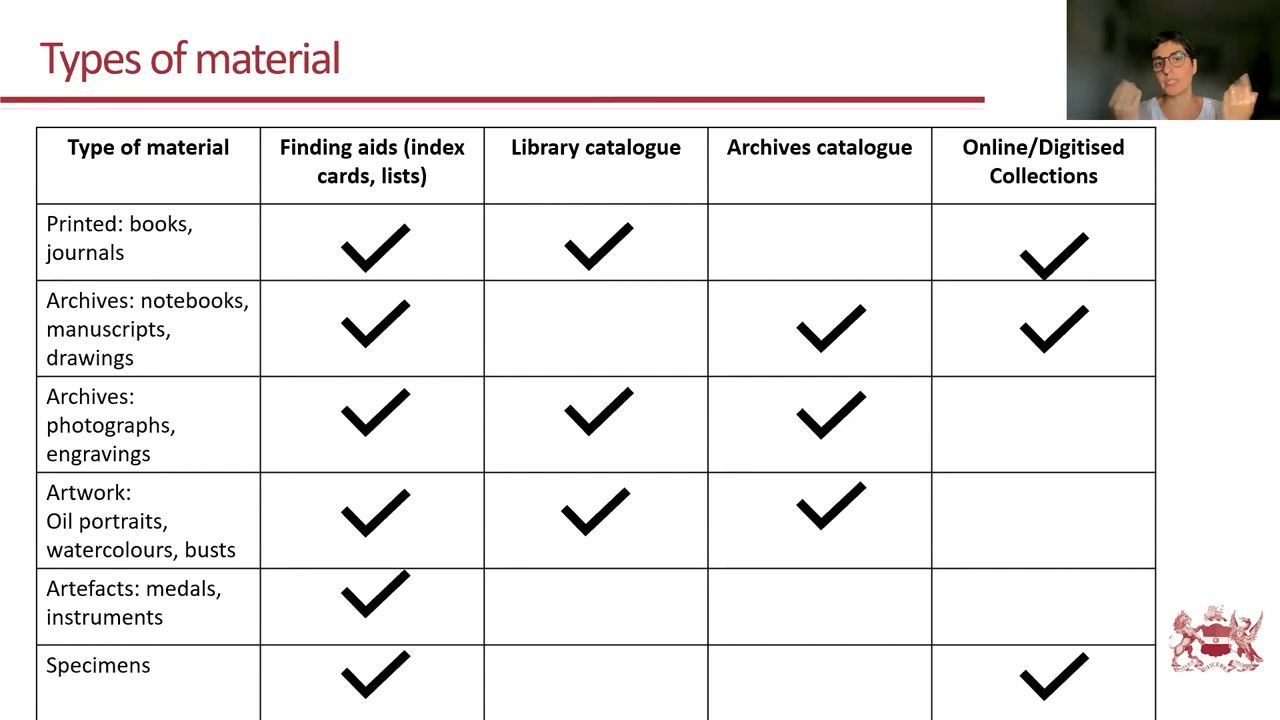 Types of material
Type of material
Finding aids (index
cards, lists)
Library catalogue
Archives catalogue
Online/Digitised
Collections
Printed: books,
journals
Archives: notebooks,
manuscripts,
drawings
Archives:
photographs,
engravings
Artwork:
Oil portraits,
watercolours, busts
Artefacts: medals,
instruments
Specimens